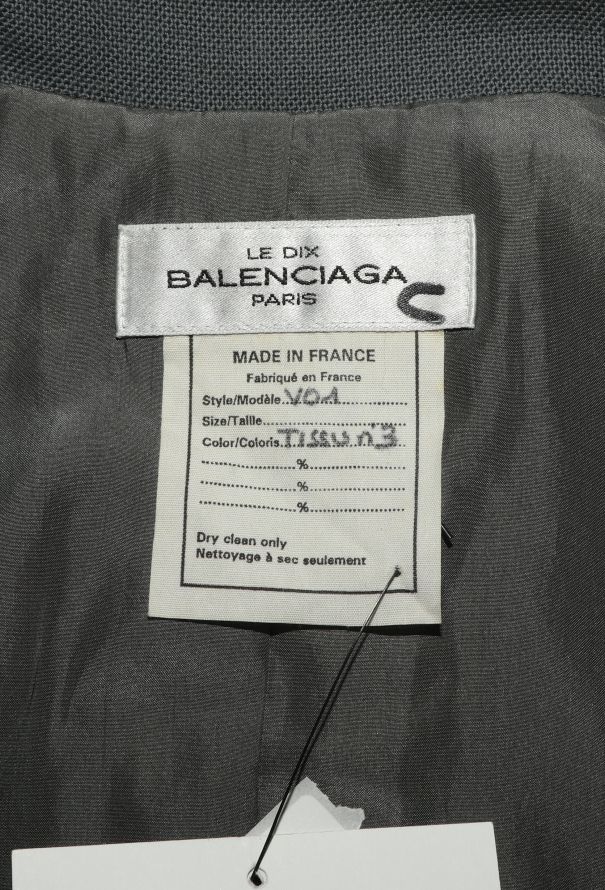 LE DIX
BALENCIAGA
PARIS
C
MADE IN FRANCE
Fabriqué en France
Style/Modèle..V01..............
Size/Taille..............................
Color/Coloris.Tissu n°3
.........................%.........................
.........................%.........................
.........................%.........................
Dry clean only
Nettoyage à sec seulement